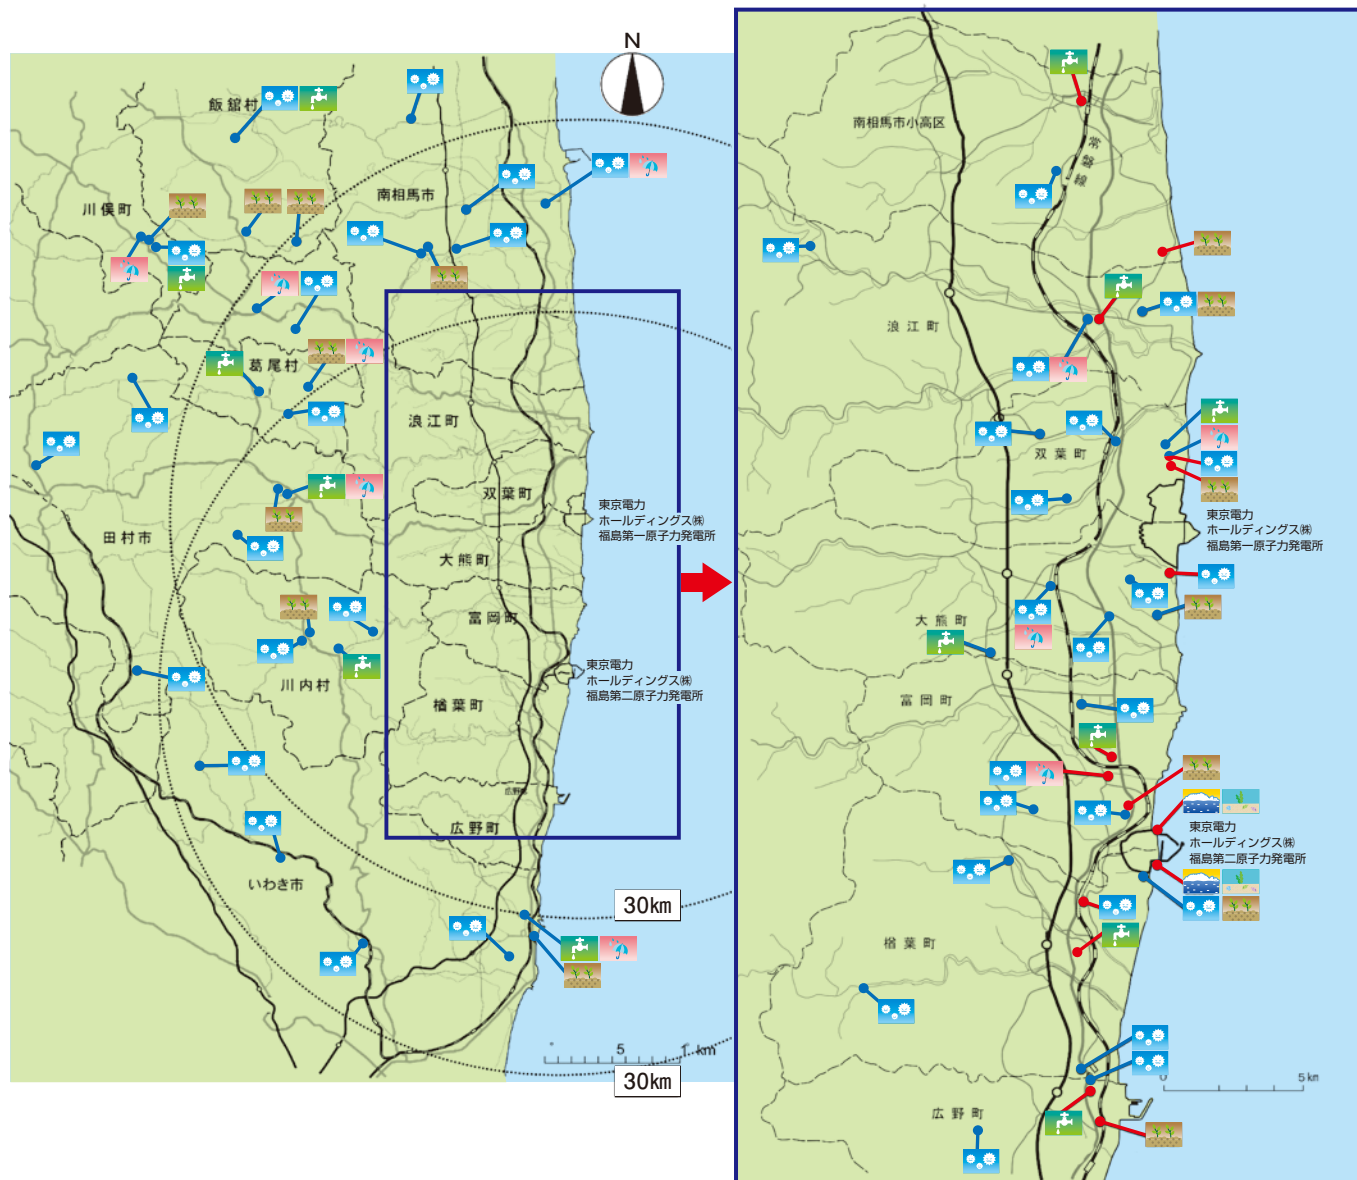 N
飯舘村
川俣町
南相馬市
葛尾村
浪江町
双葉町
東京電力
ホールディングス㈱
福島第一原子力発電所
田村市
大熊町
富岡町
東京電力
ホールディングス㈱
福島第二原子力発電所
川内村
楢葉町
広野町
いわき市
30km
5
km
30km
南相馬市小高区
常磐線
浪江町
双葉町
東京電力
ホールディングス㈱
福島第一原子力発電所
大熊町
富岡町
東京電力
ホールディングス㈱
福島第二原子力発電所
楢葉町
0
5km
広野町